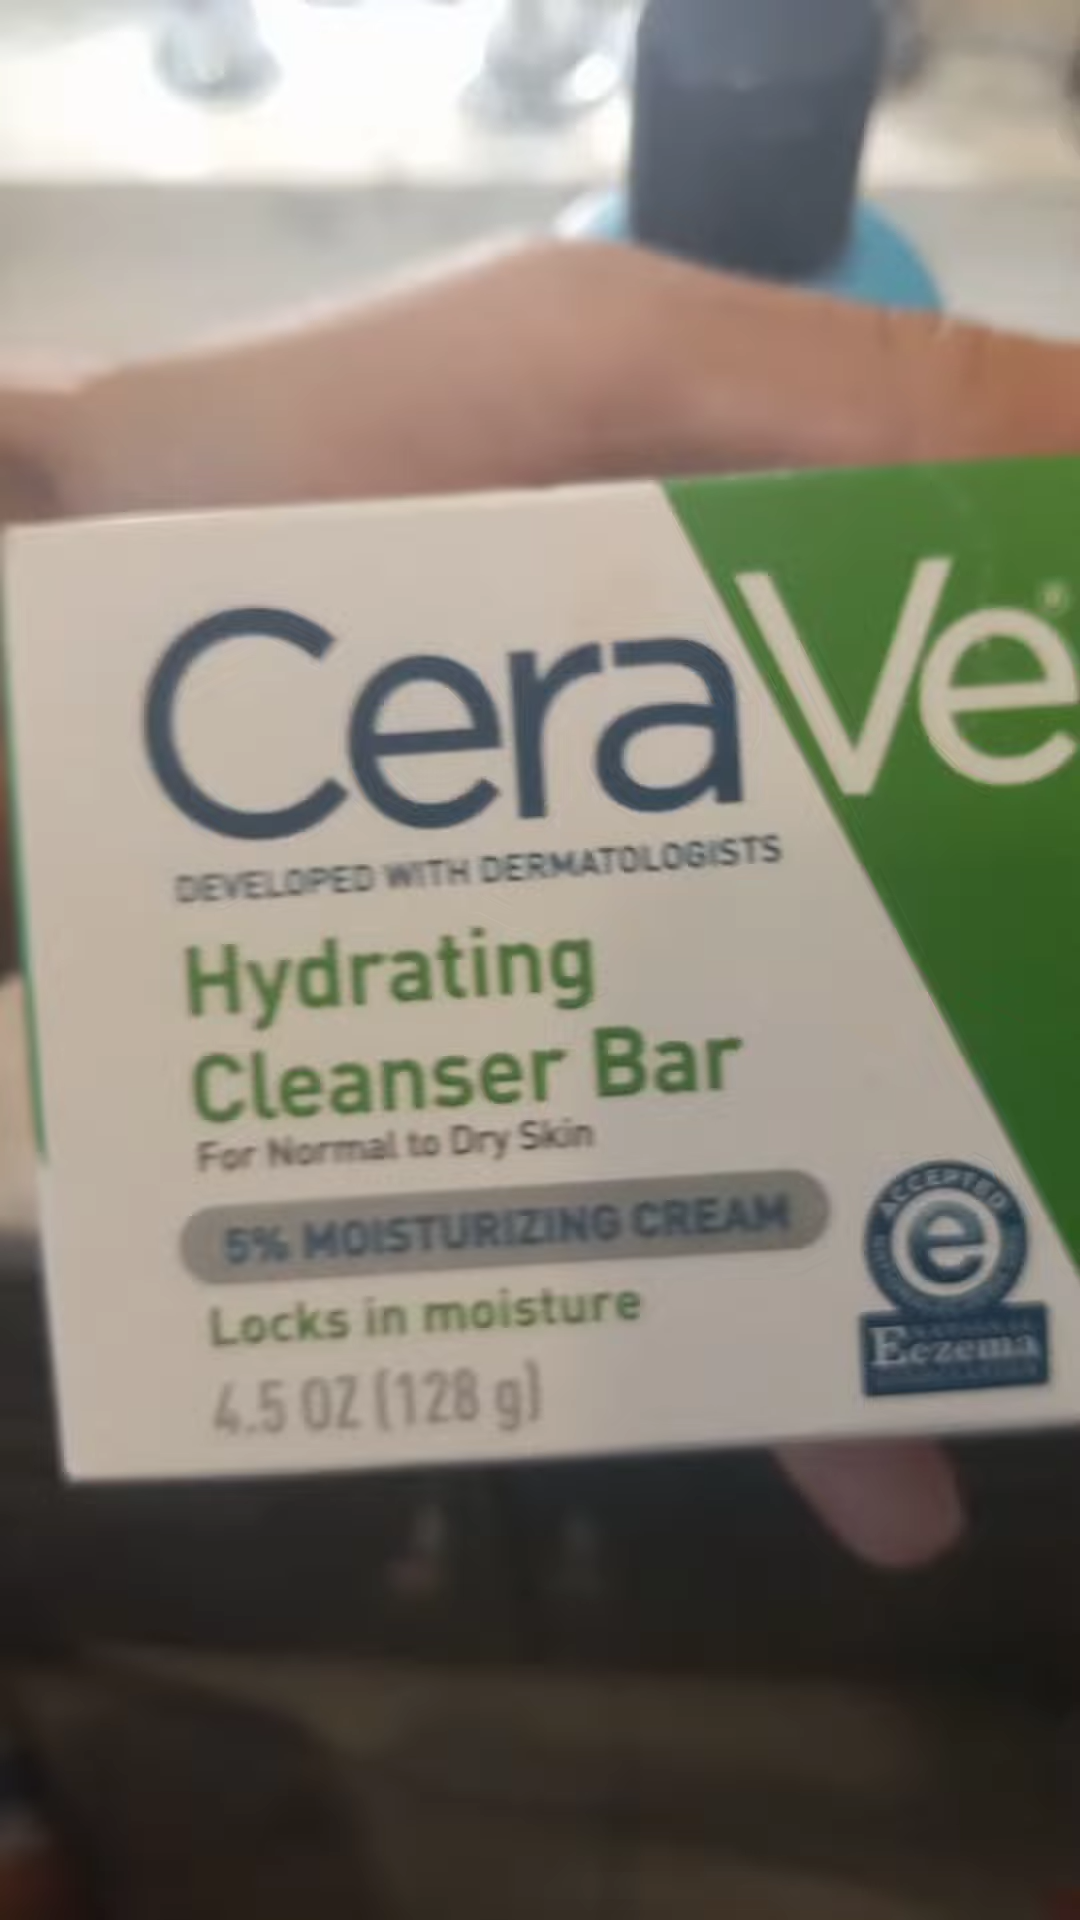 CeraVe®
DEVELOPED WITH DERMATOLOGISTS
Hydrating
Cleanser Bar
For Normal to Dry Skin
5% MOISTURIZING CREAM
Locks in moisture
4.5 OZ (128 g)
ACCEPTED
e
NATIONAL
Eczema